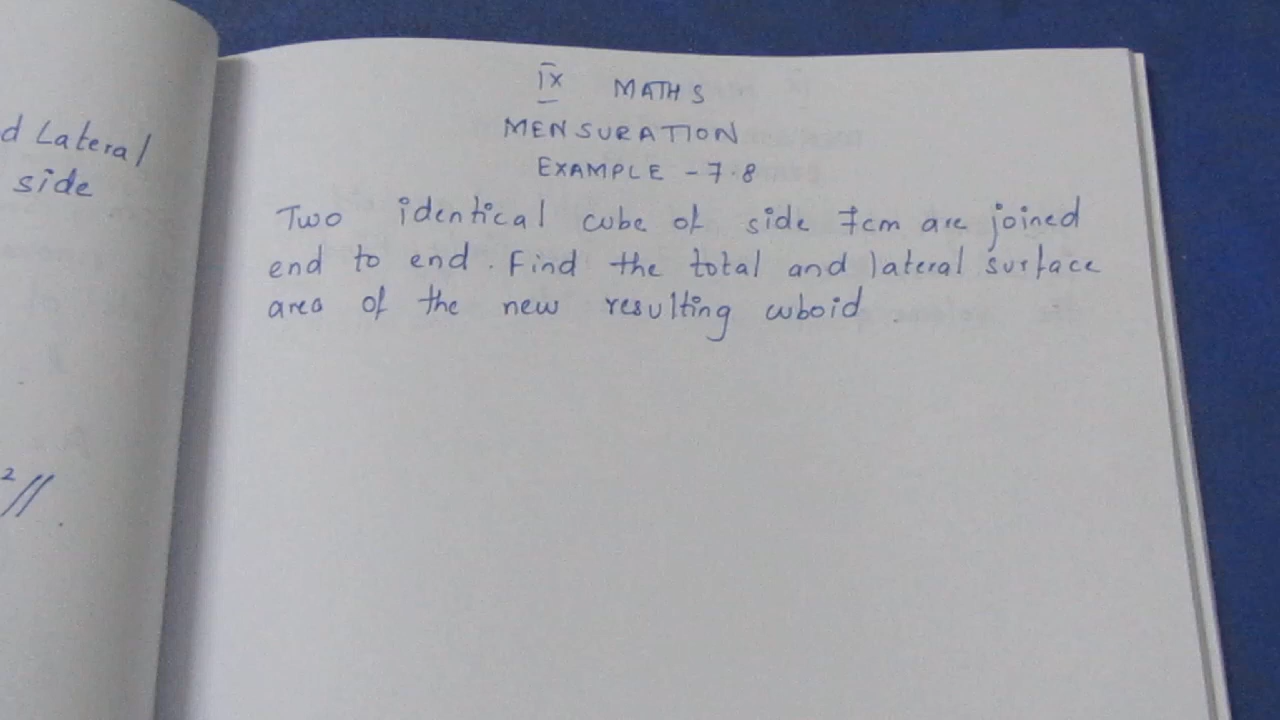 d Lateral
side
2//
IX MATHS
MENSURATION
EXAMPLE - 7.8
Two identical cube of side 7cm are joined
end to end. Find the total and lateral surface
area of the new resulting cuboid.